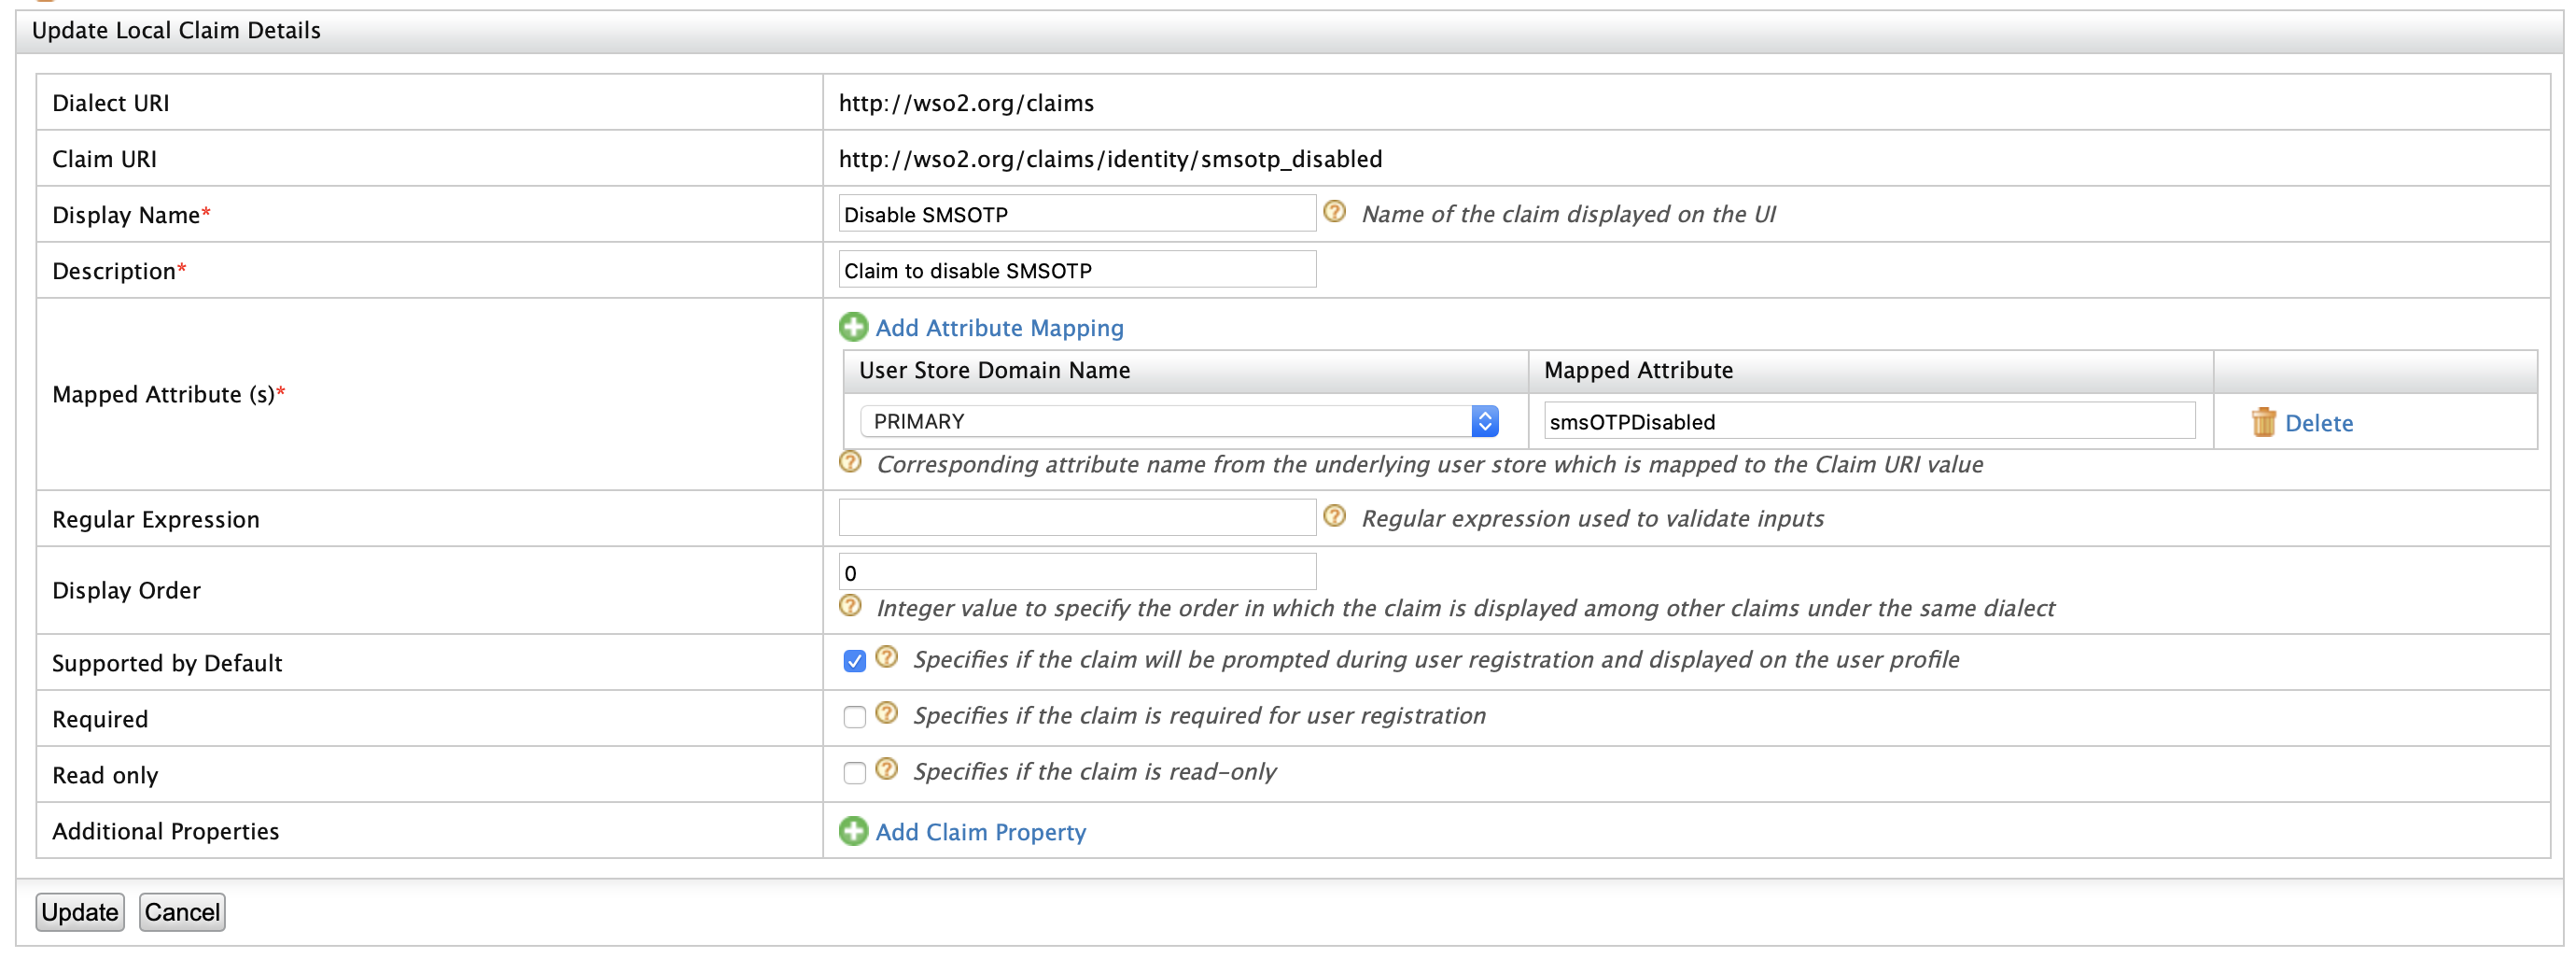 Update Local Claim Details
Dialect URI http://wso2.org/claims
Claim URI http://wso2.org/claims/identity/smsotp_disabled
Display Name* Disable SMSOTP Name of the claim displayed on the UI
Description* Claim to disable SMSOTP
Mapped Attribute (s)*
Add Attribute Mapping
User Store Domain Name Mapped Attribute
PRIMARY smsOTPDisabled Delete
Corresponding attribute name from the underlying user store which is mapped to the Claim URI value
Regular Expression Regular expression used to validate inputs
Display Order 0
Integer value to specify the order in which the claim is displayed among other claims under the same dialect
Supported by Default Specifies if the claim will be prompted during user registration and displayed on the user profile
Required Specifies if the claim is required for user registration
Read only Specifies if the claim is read-only
Additional Properties Add Claim Property
Update Cancel